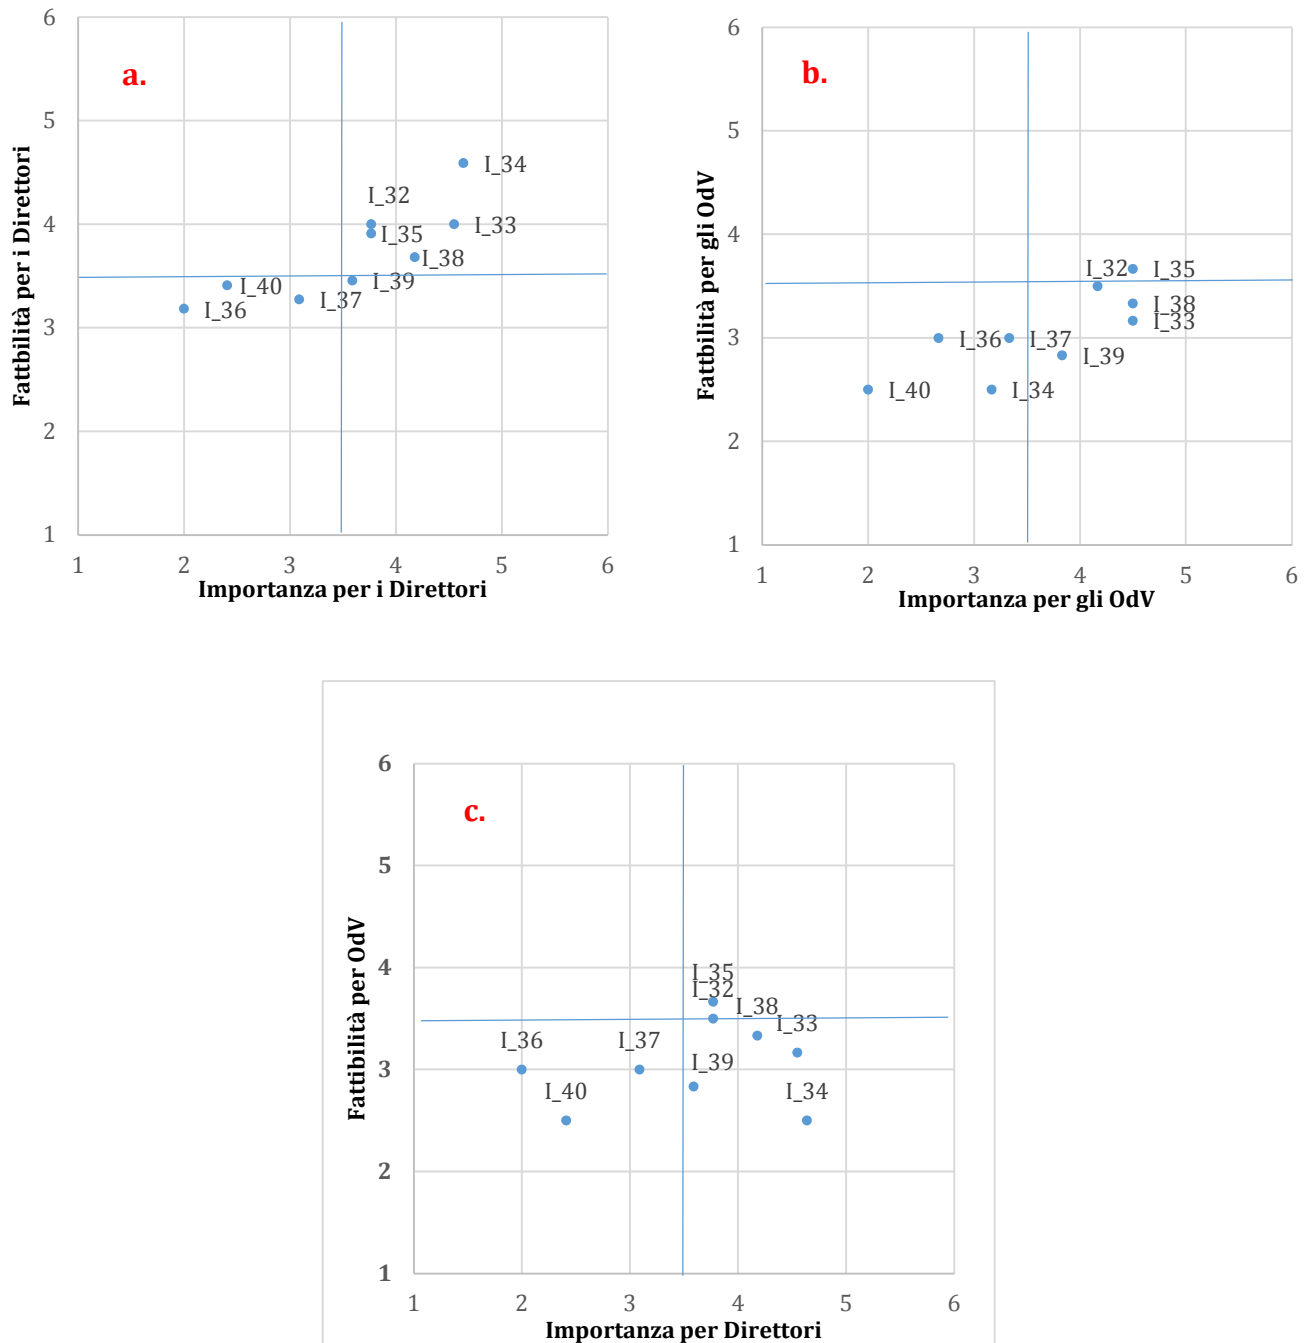 a.
6
5
4
3
2
1
I_34
I_32
I_33
I_35
I_38
I_39
I_40
I_37
I_36
1 2 3 4 5 6
Fattbilità per i Direttori
Importanza per i Direttori
b.
6
5
4
3
2
1
I_32 I_35
I_38
I_33
I_36 I_37
I_39
I_40 I_34
1 2 3 4 5 6
Fattbilità per gli OdV
Importanza per gli OdV
c.
6
5
4
3
2
1
I_35
I_32
I_38
I_33
I_36 I_37
I_39
I_40 I_34
1 2 3 4 5 6
Fattibilità per OdV
Importanza per Direttori